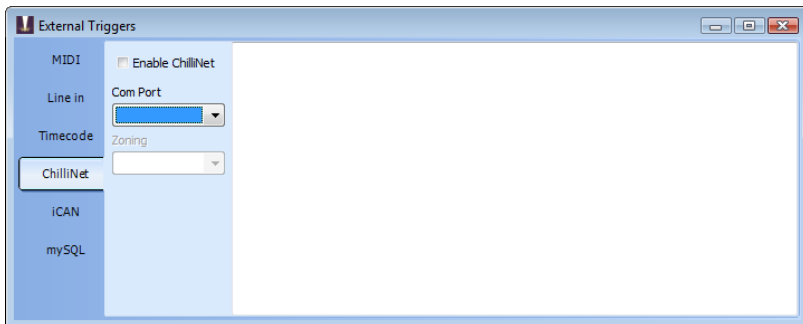 External Triggers
MIDI
Line in
Timecode
ChilliNet
iCAN
mySQL
Enable ChilliNet
Com Port
Zoning